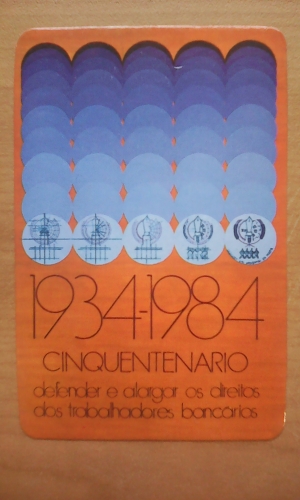 1934-1984
CINQUENTENARIO
defender e alargar os direitos
dos trabalhadores bancários